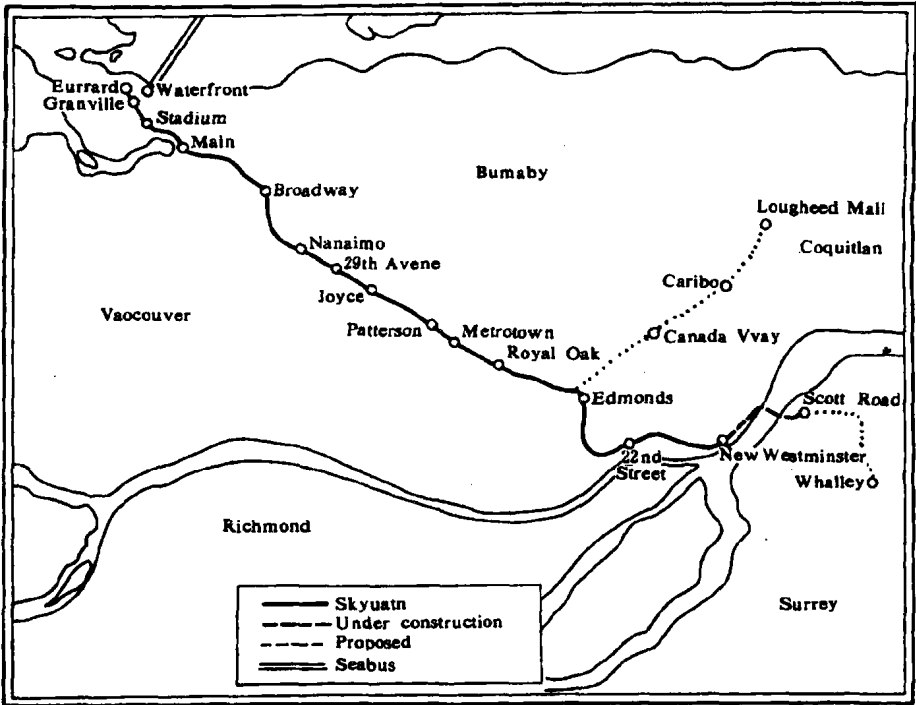 Eurrard
Waterfront
Granville
Stadium
Main
Bumaby
Broadway
Lougheed Mall
Coquitlan
Nanaimo
29th Avene
Caribo
Joyce
Vaocouver
Patterson
Metrotown
Canada Vvay
Royal Oak
Edmonds
Scott Road
22nd
Street
New Westminster
Whalley
Richmond
Surrey
Skyuatn
Under construction
Proposed
Seabus